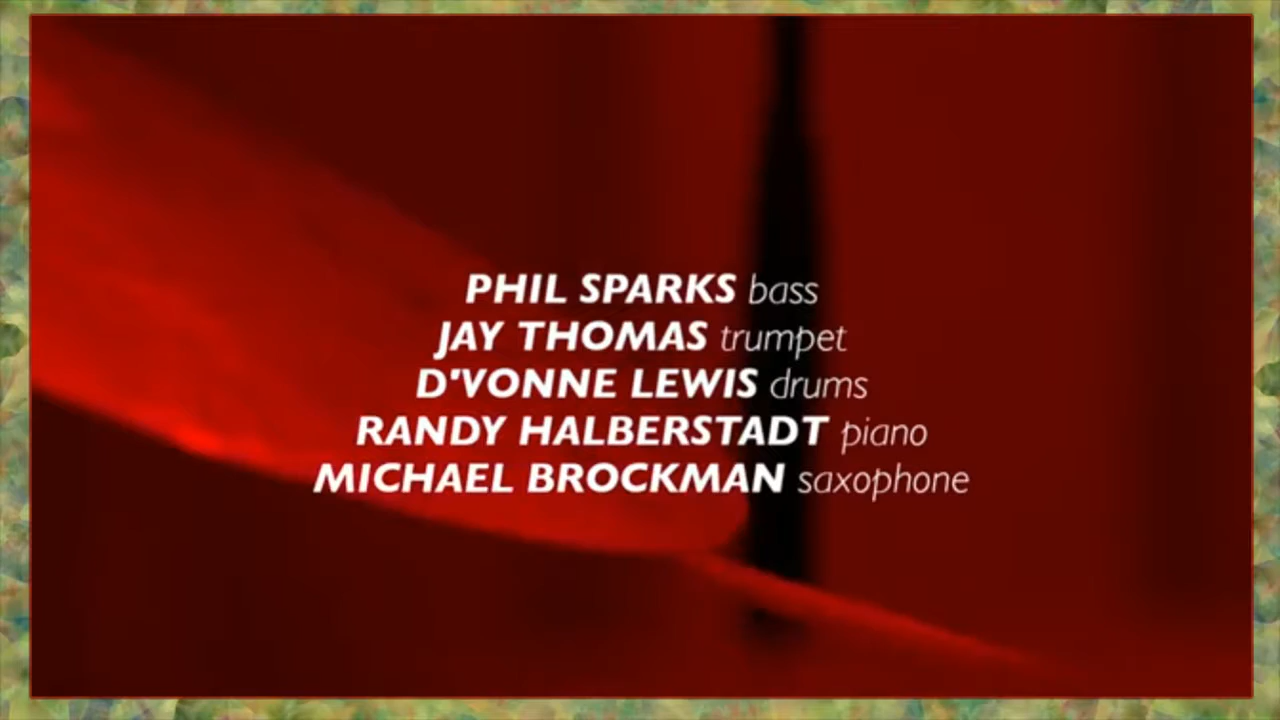 PHIL SPARKS bass
JAY THOMAS trumpet
D'VONNE LEWIS drums
RANDY HALBERSTADT piano
MICHAEL BROCKMAN saxophone